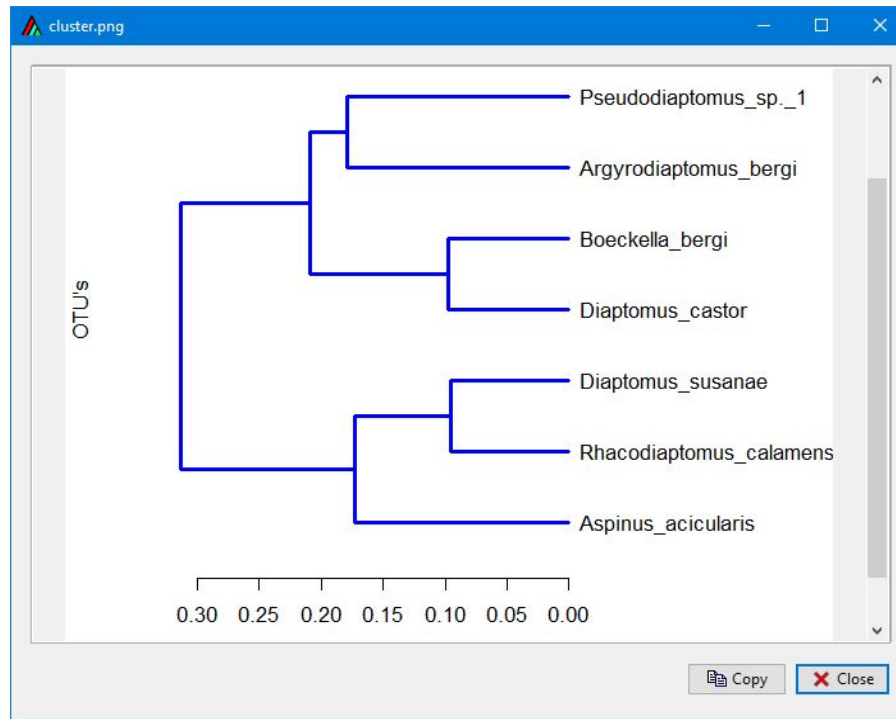 cluster.png
Pseudodiaptomus_sp._1
Argyrodiaptomus_bergi
Boeckella_bergi
Diaptomus_castor
OTU's
Diaptomus_susanae
Rhacodiaptomus_calamens
Aspinus_acicularis
0.30 0.25 0.20 0.15 0.10 0.05 0.00
Copy Close